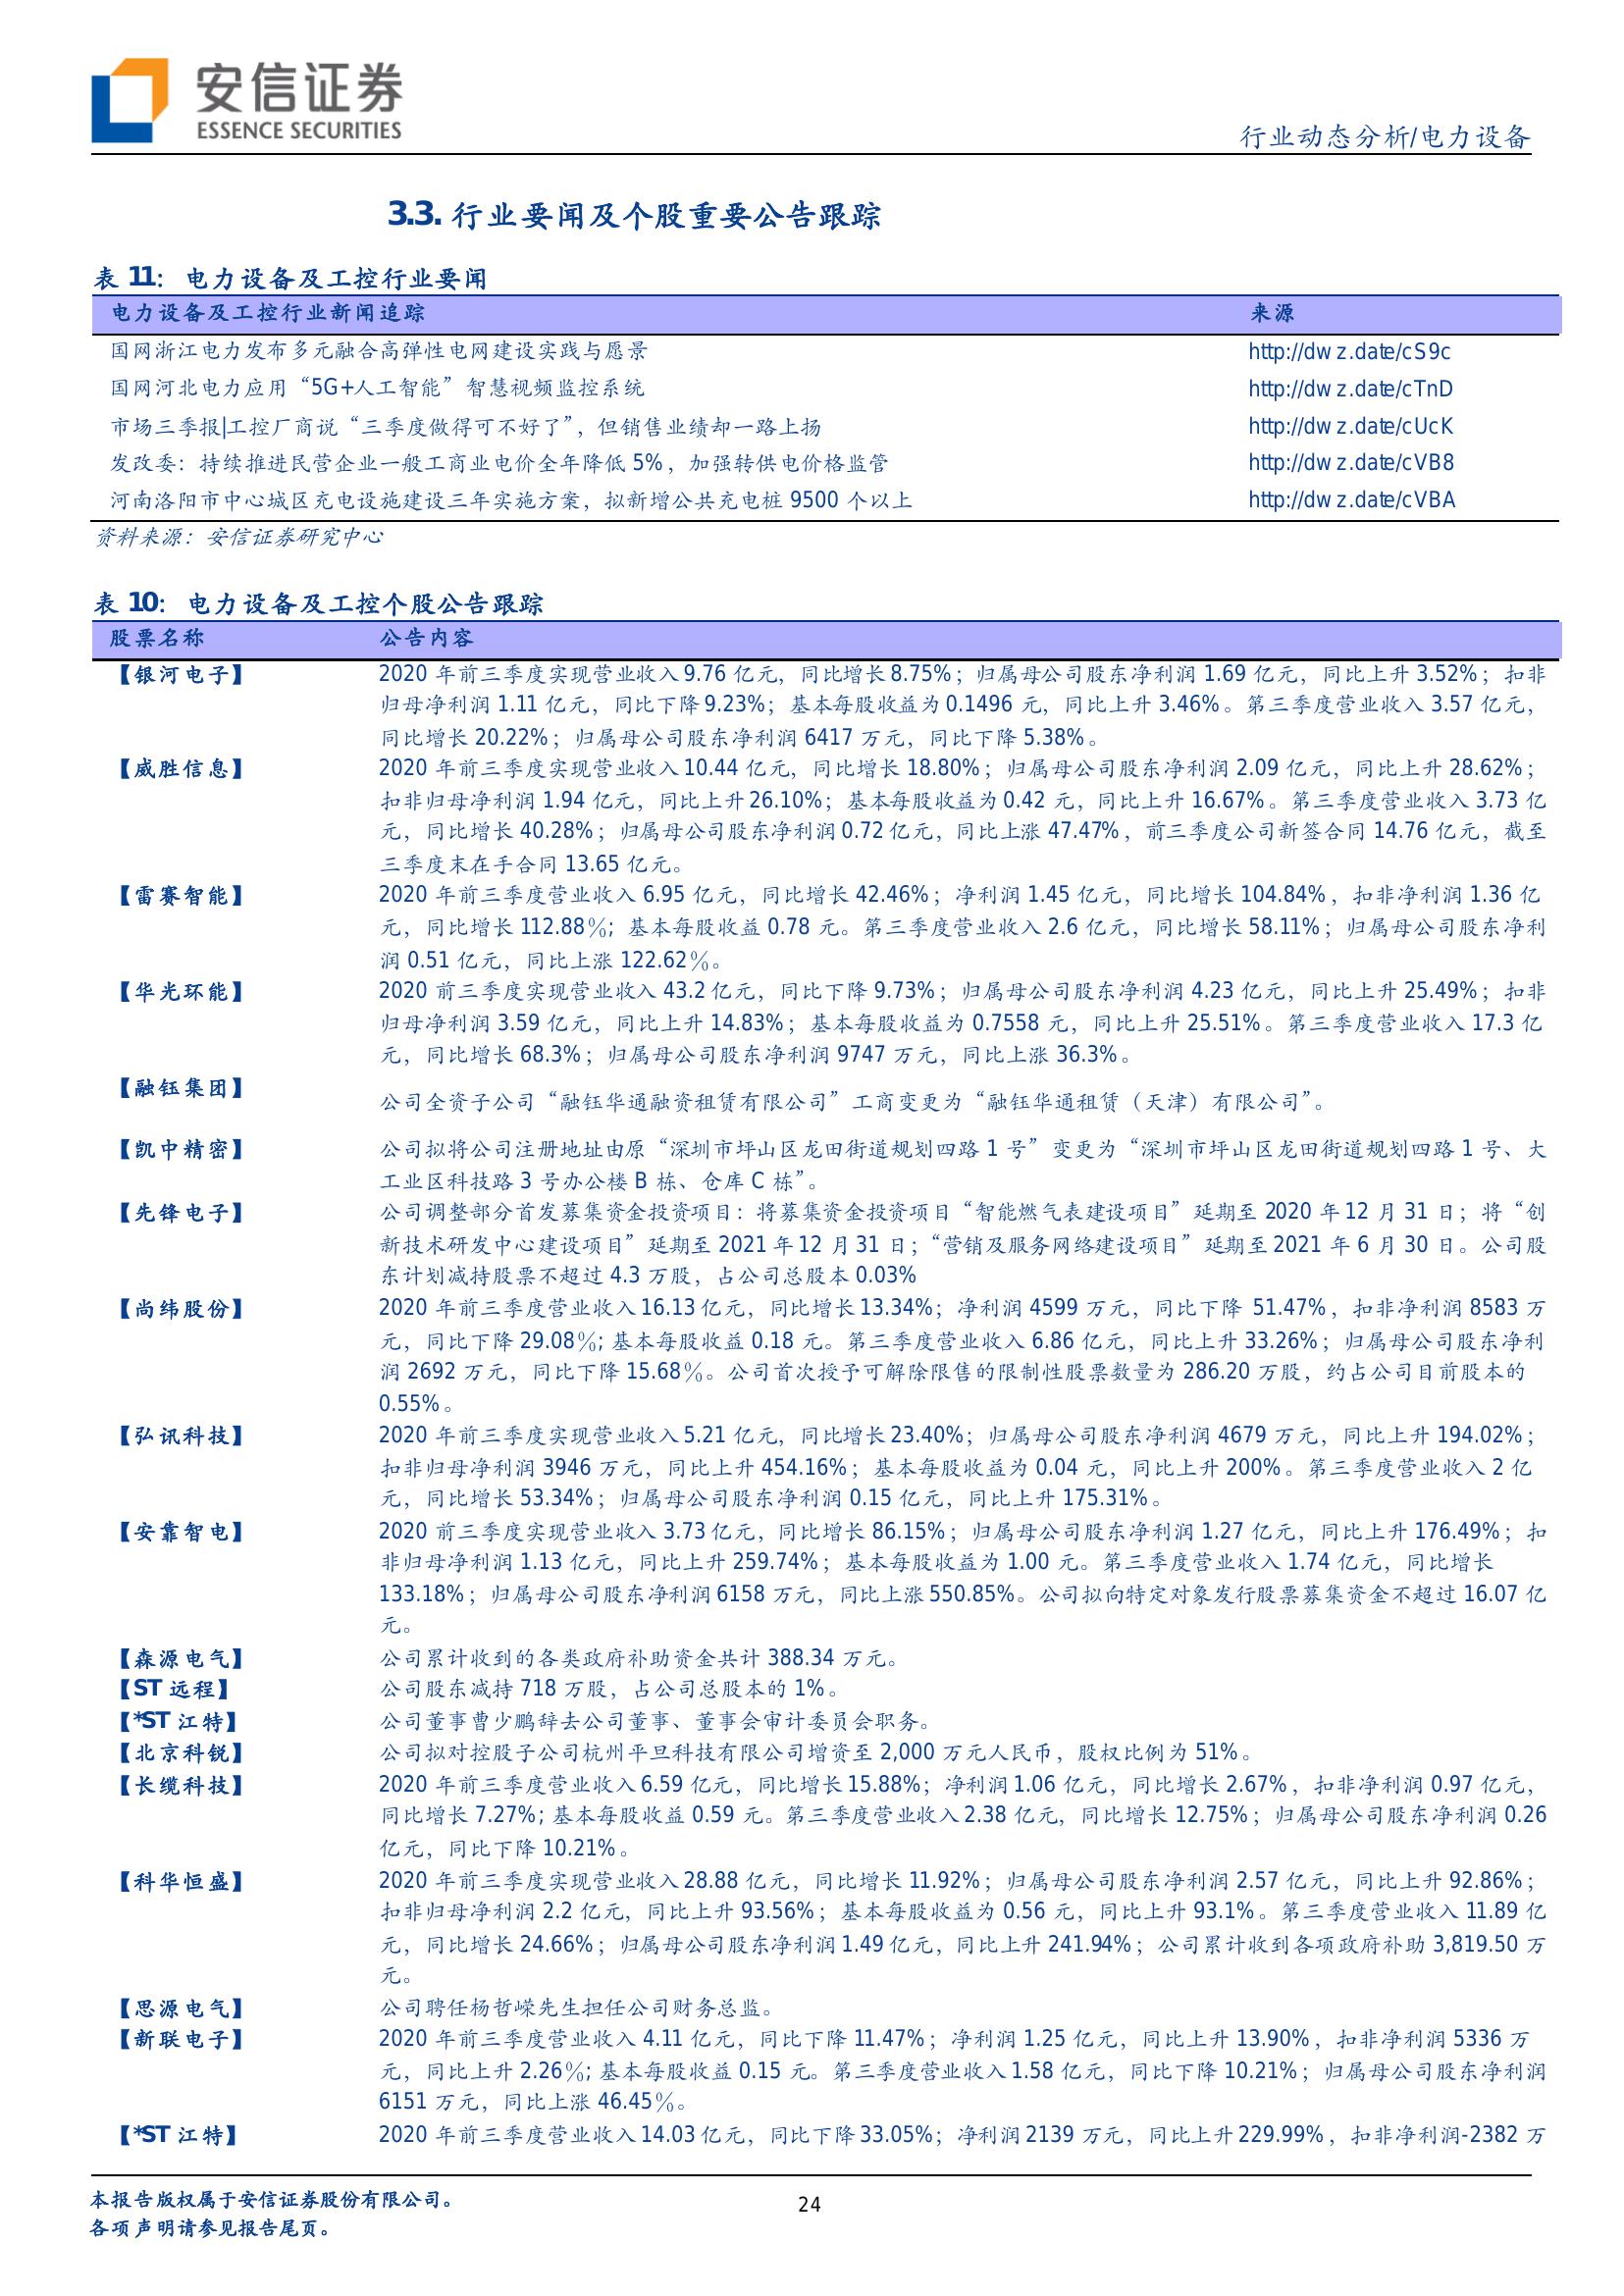 安信证券
ESSENCE SECURITIES
行业动态分析/电力设备
3.3. 行业要闻及个股重要公告跟踪
表 11：电力设备及工控行业要闻
电力设备及工控行业新闻追踪 来源
国网浙江电力发布多元融合高弹性电网建设实践与愿景 http://dwz.date/cS9c
国网河北电力应用“5G+人工智能”智慧视频监控系统 http://dwz.date/cTnD
市场三季报|工控厂商说“三季度做得可不好了”，但销售业绩却一路上扬 http://dwz.date/cUcK
发改委：持续推进民营企业一般工商业电价全年降低 5%，加强转供电价格监管 http://dwz.date/cVB8
河南洛阳市中心城区充电设施建设三年实施方案，拟新增公共充电桩 9500 个以上 http://dwz.date/cVBA
资料来源：安信证券研究中心
表 10：电力设备及工控个股公告跟踪
股票名称 公告内容
【银河电子】 2020 年前三季度实现营业收入 9.76 亿元，同比增长 8.75%；归属母公司股东净利润 1.69 亿元，同比上升 3.52%；扣非
归母净利润 1.11 亿元，同比下降 9.23%；基本每股收益为 0.1496 元，同比上升 3.46%。第三季度营业收入 3.57 亿元，
同比增长 20.22%；归属母公司股东净利润 6417 万元，同比下降 5.38%。
【威胜信息】 2020 年前三季度实现营业收入 10.44 亿元，同比增长 18.80%；归属母公司股东净利润 2.09 亿元，同比上升 28.62%；
扣非归母净利润 1.94 亿元，同比上升 26.10%；基本每股收益为 0.42 元，同比上升 16.67%。第三季度营业收入 3.73 亿
元，同比增长 40.28%；归属母公司股东净利润 0.72 亿元，同比上涨 47.47%，前三季度公司新签合同 14.76 亿元，截至
三季度末在手合同 13.65 亿元。
【雷赛智能】 2020 年前三季度营业收入 6.95 亿元，同比增长 42.46%；净利润 1.45 亿元，同比增长 104.84%，扣非净利润 1.36 亿
元，同比增长 112.88％；基本每股收益 0.78 元。第三季度营业收入 2.6 亿元，同比增长 58.11%；归属母公司股东净利
润 0.51 亿元，同比上涨 122.62％。
【华光环能】 2020 前三季度实现营业收入 43.2 亿元，同比下降 9.73%；归属母公司股东净利润 4.23 亿元，同比上升 25.49%；扣非
归母净利润 3.59 亿元，同比上升 14.83%；基本每股收益为 0.7558 元，同比上升 25.51%。第三季度营业收入 17.3 亿
元，同比增长 68.3%；归属母公司股东净利润 9747 万元，同比上涨 36.3%。
【融钰集团】 公司全资子公司“融钰华通融资租赁有限公司”工商变更为“融钰华通租赁（天津）有限公司”。
【凯中精密】 公司拟将公司注册地址由原“深圳市坪山区龙田街道规划四路 1 号”变更为“深圳市坪山区龙田街道规划四路 1 号、大
工业区科技路 3 号办公楼 B 栋、仓库 C 栋”。
【先锋电子】 公司调整部分首发募集资金投资项目：将募集资金投资项目“智能燃气表建设项目”延期至 2020 年 12 月 31 日；将“创
新技术研发中心建设项目”延期至 2021 年 12 月 31 日；“营销及服务网络建设项目”延期至 2021 年 6 月 30 日。公司股
东计划减持股票不超过 4.3 万股，占公司总股本 0.03%
【尚纬股份】 2020 年前三季度营业收入 16.13 亿元，同比增长 13.34%；净利润 4599 万元，同比下降 51.47%，扣非净利润 8583 万
元，同比下降 29.08％；基本每股收益 0.18 元。第三季度营业收入 6.86 亿元，同比上升 33.26%；归属母公司股东净利
润 2692 万元，同比下降 15.68％。公司首次授予可解除限售的限制性股票数量为 286.20 万股，约占公司目前股本的
0.55%。
【弘讯科技】 2020 年前三季度实现营业收入 5.21 亿元，同比增长 23.40%；归属母公司股东净利润 4679 万元，同比上升 194.02%；
扣非归母净利润 3946 万元，同比上升 454.16%；基本每股收益为 0.04 元，同比上升 200%。第三季度营业收入 2 亿
元，同比增长 53.34%；归属母公司股东净利润 0.15 亿元，同比上升 175.31%。
【安靠智电】 2020 前三季度实现营业收入 3.73 亿元，同比增长 86.15%；归属母公司股东净利润 1.27 亿元，同比上升 176.49%；扣
非归母净利润 1.13 亿元，同比上升 259.74%；基本每股收益为 1.00 元。第三季度营业收入 1.74 亿元，同比增长
133.18%；归属母公司股东净利润 6158 万元，同比上涨 550.85%。公司拟向特定对象发行股票募集资金不超过 16.07 亿
元。
【森源电气】 公司累计收到的各类政府补助资金共计 388.34 万元。
【ST 远程】 公司股东减持 718 万股，占公司总股本的 1%。
【*ST 江特】 公司董事曹少鹏辞去公司董事、董事会审计委员会职务。
【北京科锐】 公司拟对控股子公司杭州平旦科技有限公司增资至 2,000 万元人民币，股权比例为 51%。
【长缆科技】 2020 年前三季度营业收入 6.59 亿元，同比增长 15.88%；净利润 1.06 亿元，同比增长 2.67%，扣非净利润 0.97 亿元，
同比增长 7.27%；基本每股收益 0.59 元。第三季度营业收入 2.38 亿元，同比增长 12.75%；归属母公司股东净利润 0.26
亿元，同比下降 10.21%。
【科华恒盛】 2020 年前三季度实现营业收入 28.88 亿元，同比增长 11.92%；归属母公司股东净利润 2.57 亿元，同比上升 92.86%；
扣非归母净利润 2.2 亿元，同比上升 93.56%；基本每股收益为 0.56 元，同比上升 93.1%。第三季度营业收入 11.89 亿
元，同比增长 24.66%；归属母公司股东净利润 1.49 亿元，同比上升 241.94%；公司累计收到各项政府补助 3,819.50 万
元。
【思源电气】 公司聘任杨哲嵘先生担任公司财务总监。
【新联电子】 2020 年前三季度营业收入 4.11 亿元，同比下降 11.47%；净利润 1.25 亿元，同比上升 13.90%，扣非净利润 5336 万
元，同比上升 2.26％；基本每股收益 0.15 元。第三季度营业收入 1.58 亿元，同比下降 10.21%；归属母公司股东净利润
6151 万元，同比上涨 46.45％。
【*ST 江特】 2020 年前三季度营业收入 14.03 亿元，同比下降 33.05%；净利润 2139 万元，同比上升 229.99%，扣非净利润-2382 万
本报告版权属于安信证券股份有限公司。
各项声明请参见报告尾页。
24